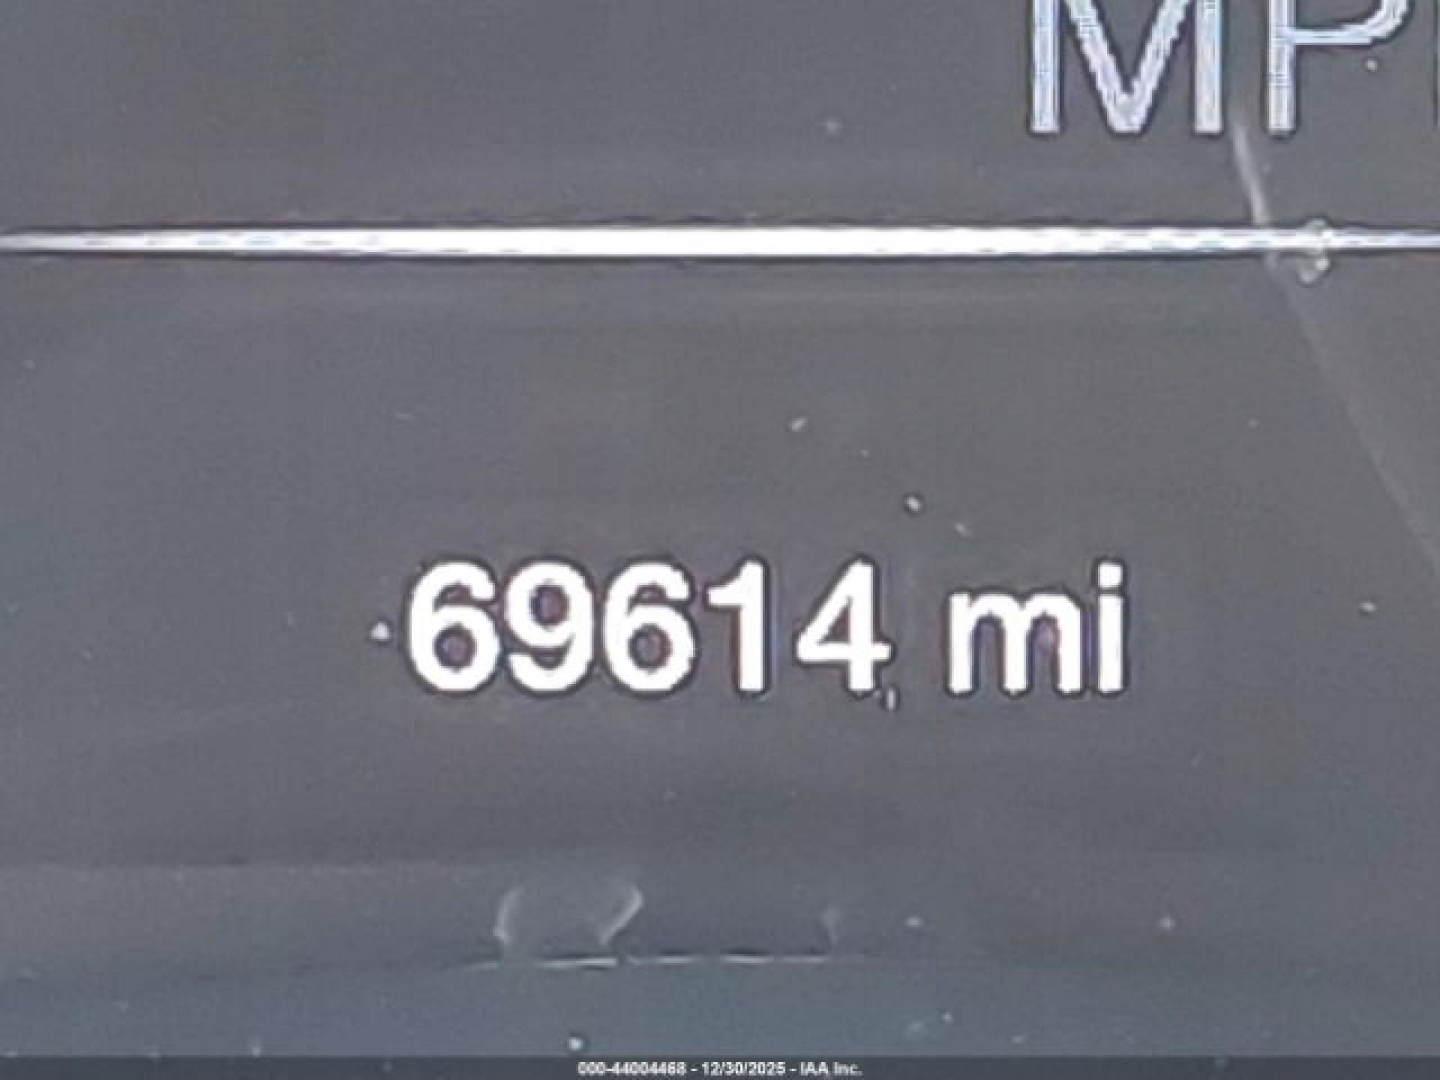 MP
69614 mi
000-44004468 - 12/30/2025 - IAA Inc.